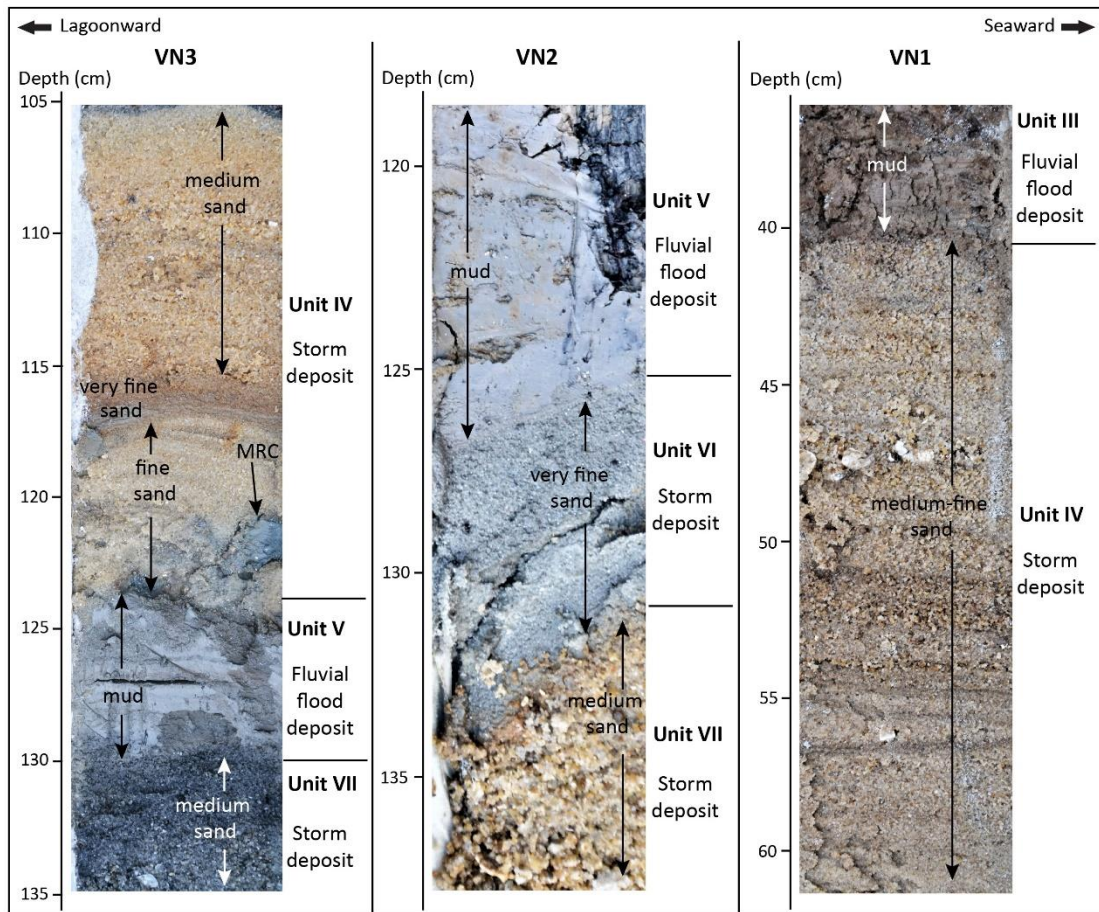 Lagoonward
Seaward
VN3
Depth (cm)
105
110
115
120
125
130
135
medium
sand
very fine
sand
fine
sand
MRC
mud
medium
sand
Unit IV
Storm
deposit
Unit V
Fluvial
flood
deposit
Unit VII
Storm
deposit
VN2
Depth (cm)
120
125
130
135
mud
very fine
sand
medium
sand
Unit V
Fluvial
flood
deposit
Unit VI
Storm
deposit
Unit VII
Storm
deposit
VN1
Depth (cm)
40
45
50
55
60
mud
medium-fine
sand
Unit III
Fluvial
flood
deposit
Unit IV
Storm
deposit